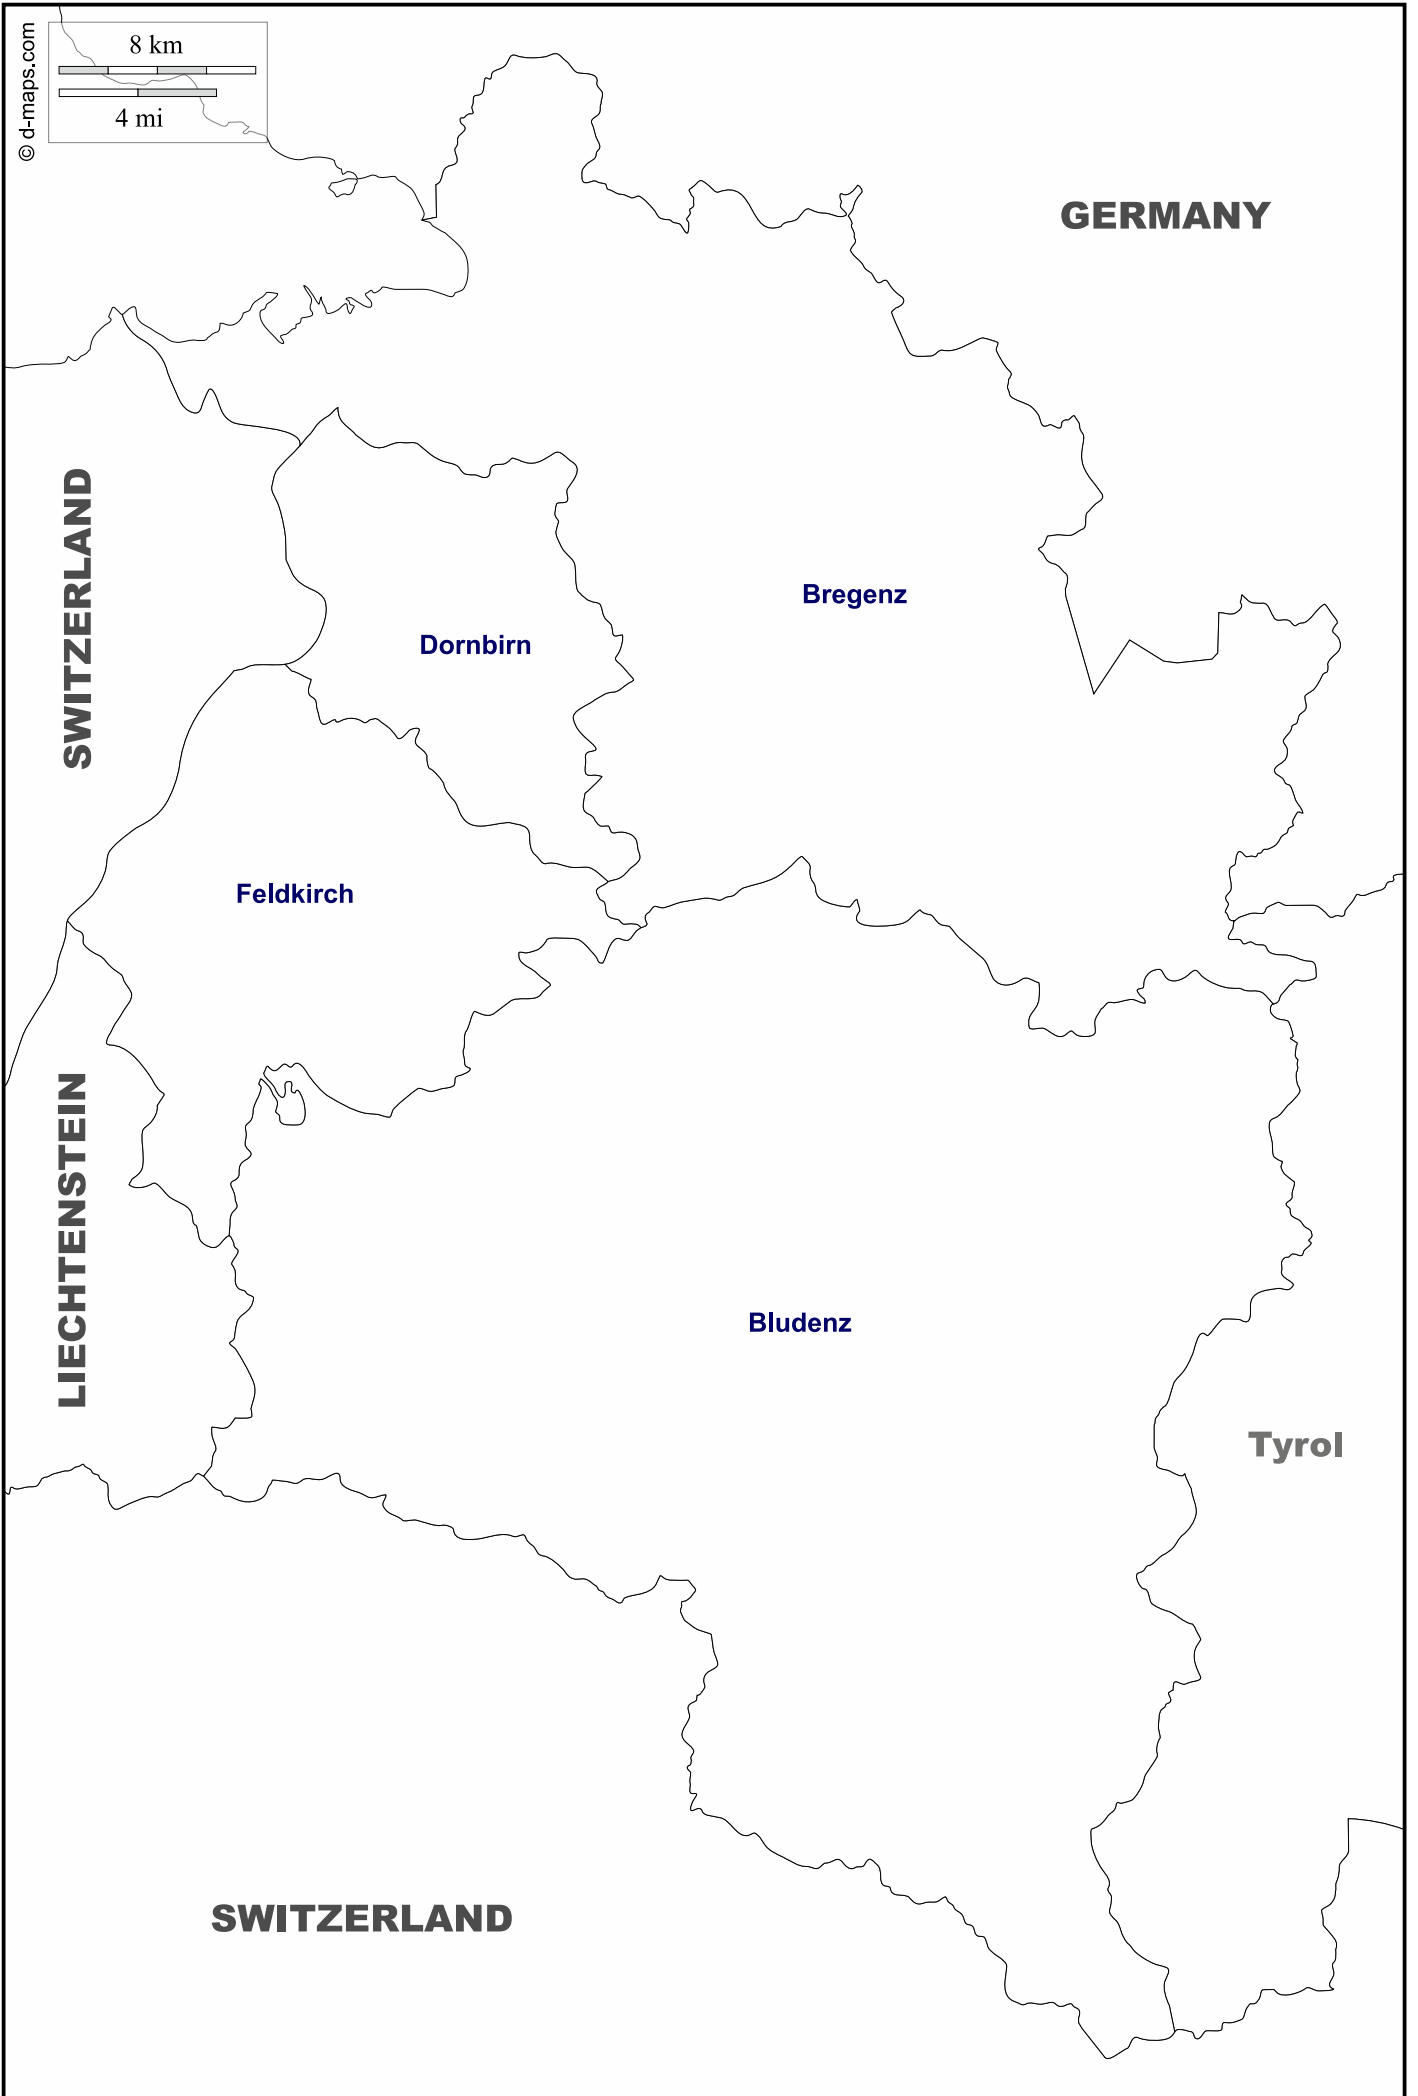 © d-maps.com
8 km
4 mi
GERMANY
SWITZERLAND
Bregenz
Dornbirn
Feldkirch
LIECHTENSTEIN
Bludenz
Tyrol
SWITZERLAND